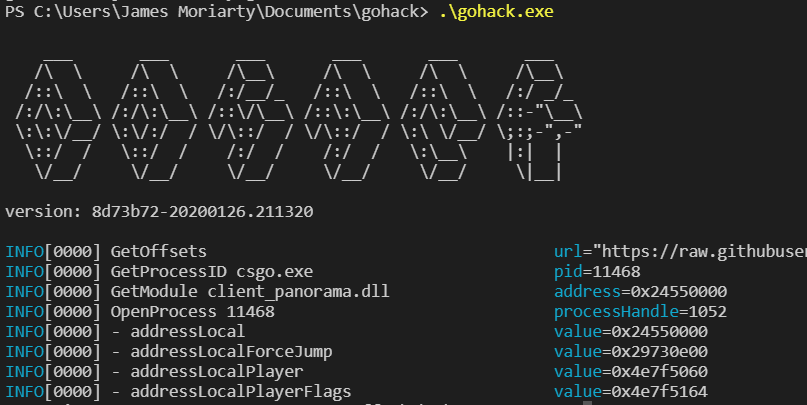 PS C:\Users\James Moriarty\Documents\gohack> .\gohack.exe
GOHACK
version: 8d73b72-20200126.211320
INFO[0000] GetOffsets url="https://raw.githubuser
INFO[0000] GetProcessID csgo.exe pid=11468
INFO[0000] GetModule client_panorama.dll address=0x24550000
INFO[0000] OpenProcess 11468 processHandle=1052
INFO[0000] - addressLocal value=0x24550000
INFO[0000] - addressLocalForceJump value=0x29730e00
INFO[0000] - addressLocalPlayer value=0x4e7f5060
INFO[0000] - addressLocalPlayerFlags value=0x4e7f5164